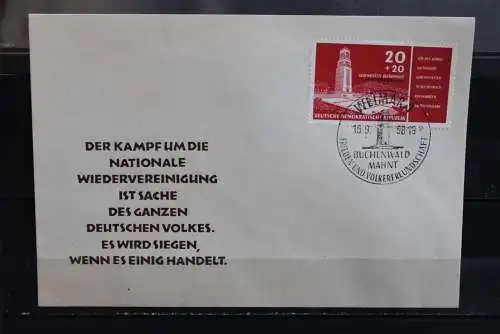 DER KAMPF UM DIE
NATIONALE
WIEDERVEREINIGUNG
IST SACHE
DES GANZEN
DEUTSCHEN VOLKES.
ES WIRD SIEGEN,
WENN ES EINIG HANDELT.
20
+20
DEUTSCHE DEMOKRATISCHE REPUBLIK
WEIMAR
BUCHENWALD
MAHNT
FRIEDEN UND VÖLKERFREUNDSCHAFT